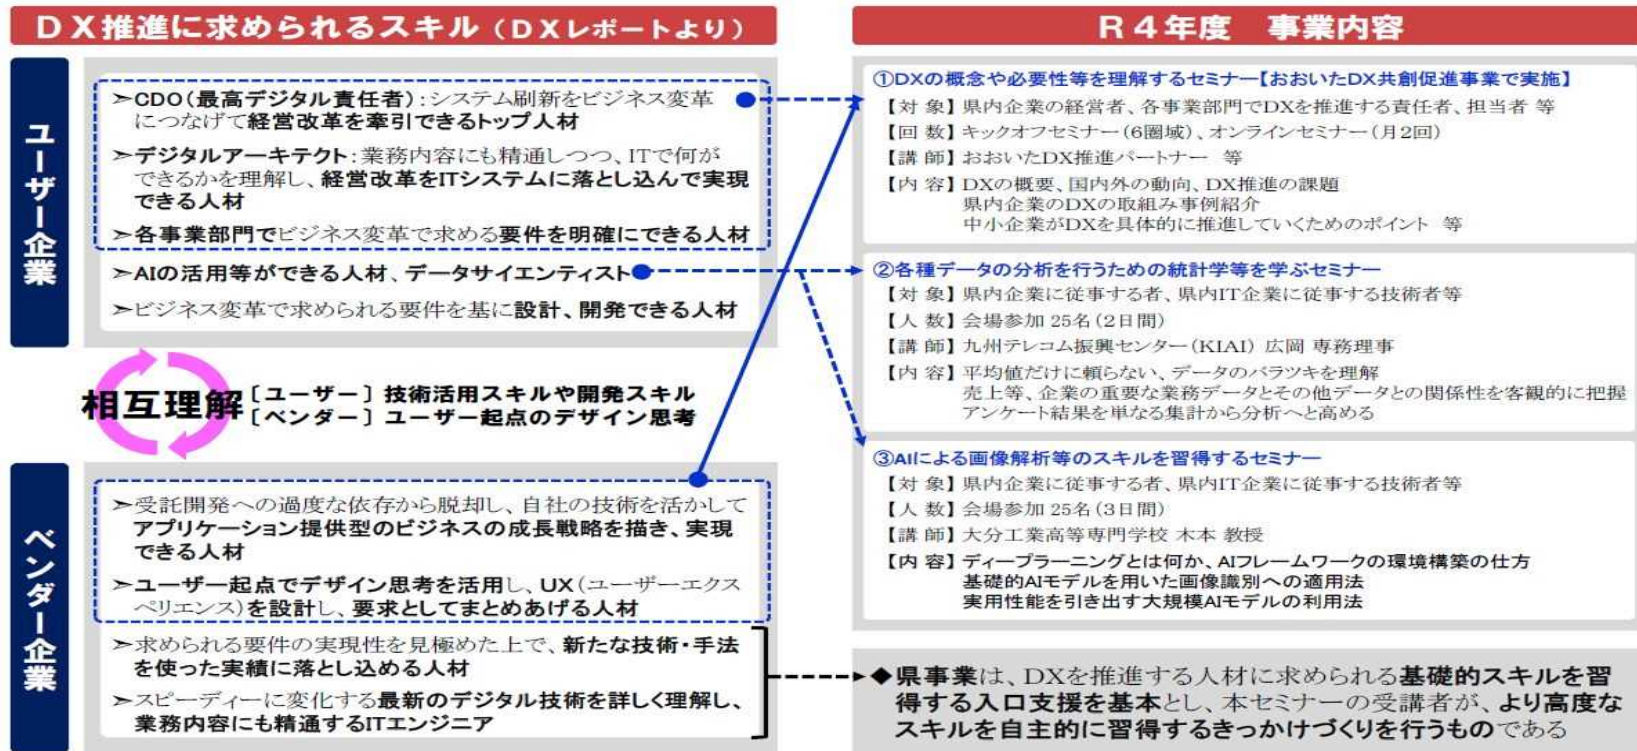 DX推進に求められるスキル（DXレポートより）
ユーザー企業
➢CDO（最高デジタル責任者）：システム刷新をビジネス変革
につなげて経営改革を牽引できるトップ人材
➢デジタルアーキテクト：業務内容にも精通しつつ、ITで何が
できるかを理解し、経営改革をITシステムに落とし込んで実現
できる人材
➢各事業部門でビジネス変革で求める要件を明確にできる人材
➢AIの活用等ができる人材、データサイエンティスト
➢ビジネス変革で求められる要件を基に設計、開発できる人材
相互理解
［ユーザー］技術活用スキルや開発スキル
［ベンダー］ユーザー起点のデザイン思考
ベンダー企業
➢受託開発への過度な依存から脱却し、自社の技術を活かして
アプリケーション提供型のビジネスの成長戦略を描き、実現
できる人材
➢ユーザー起点でデザイン思考を活用し、UX（ユーザーエクス
ペリエンス）を設計し、要求としてまとめあげる人材
➢求められる要件の実現性を見極めた上で、新たな技術・手法
を使った実績に落とし込める人材
➢スピーディーに変化する最新のデジタル技術を詳しく理解し、
業務内容にも精通するITエンジニア
R４年度　事業内容
①DXの概念や必要性等を理解するセミナー【おおいたDX共創促進事業で実施】
【対 象】県内企業の経営者、各事業部門でDXを推進する責任者、担当者 等
【回 数】キックオフセミナー（6圏域）、オンラインセミナー（月2回）
【講 師】おおいたDX推進パートナー 等
【内 容】DXの概要、国内外の動向、DX推進の課題
県内企業のDXの取組み事例紹介
中小企業がDXを具体的に推進していくためのポイント 等
②各種データの分析を行うための統計学等を学ぶセミナー
【対 象】県内企業に従事する者、県内IT企業に従事する技術者等
【人 数】会場参加 25名（2日間）
【講 師】九州テレコム振興センター（KIAI） 広岡 専務理事
【内 容】平均値だけに頼らない、データのバラツキを理解
売上等、企業の重要な業務データとその他データとの関係性を客観的に把握
アンケート結果を単なる集計から分析へと高める
③AIによる画像解析等のスキルを習得するセミナー
【対 象】県内企業に従事する者、県内IT企業に従事する技術者等
【人 数】会場参加 25名（3日間）
【講 師】大分工業高等専門学校 木本 教授
【内 容】ディープラーニングとは何か、AIフレームワークの環境構築の仕方
基礎的AIモデルを用いた画像識別への適用法
実用性能を引き出す大規模AIモデルの利用法
◆県事業は、DXを推進する人材に求められる基礎的スキルを習
得する入口支援を基本とし、本セミナーの受講者が、より高度な
スキルを自主的に習得するきっかけづくりを行うものである